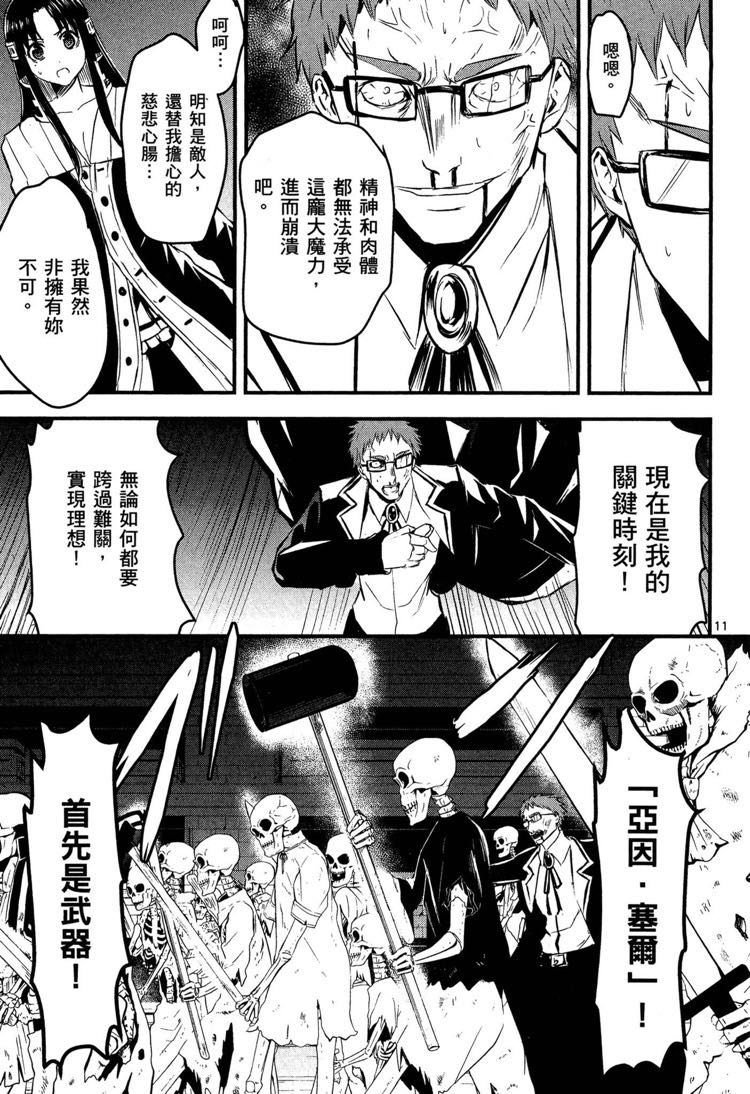 嗯嗯。
精神和肉體
都無法承受
這龐大魔力，
進而崩潰
吧。
呵呵…
明知是敵人，
還替我擔心的
慈悲心腸…
我果然
非擁有妳
不可。
現在是我的
關鍵時刻！
無論如何都要
跨過難關，
實現理想！
11
「亞因·塞爾」！
首先是武器！